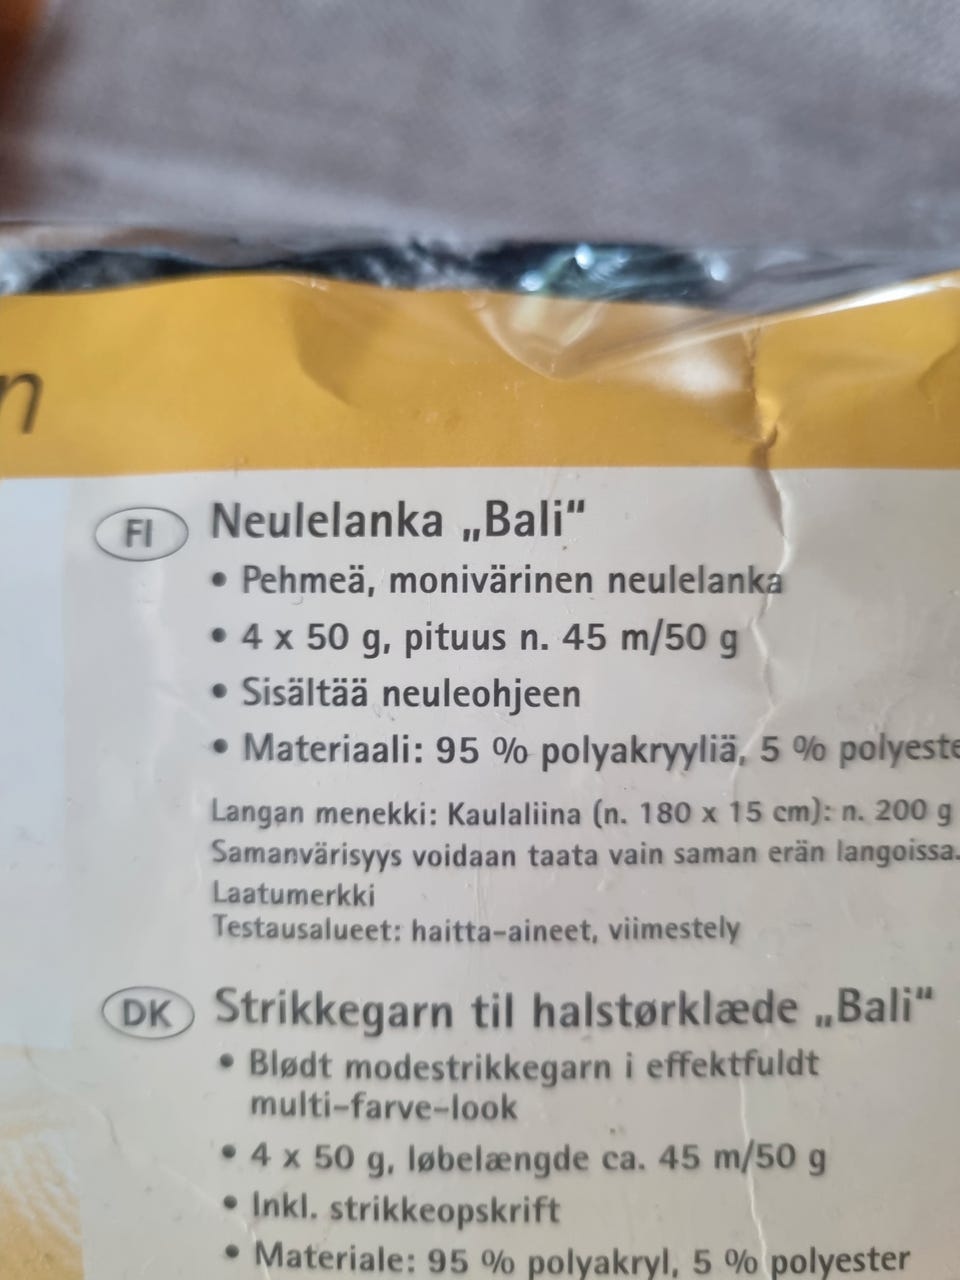 n
FI
Neulelanka „Bali“
• Pehmeä, monivärinen neulelanka
• 4 x 50 g, pituus n. 45 m/50 g
• Sisältää neuleohjeen
• Materiaali: 95 % polyakryyliä, 5 % polyeste
Langan menekki: Kaulaliina (n. 180 x 15 cm): n. 200 g
Samanvärisyys voidaan taata vain saman erän langoissa.
Laatumerkki
Testausalueet: haitta-aineet, viimestely
DK
Strikkegarn til halstørklæde „Bali“
• Blødt modestrikkegarn i effektfuldt
multi-farve-look
• 4 x 50 g, løbelængde ca. 45 m/50 g
• Inkl. strikkeopskrift
• Materiale: 95 % polyakryl, 5 % polyester